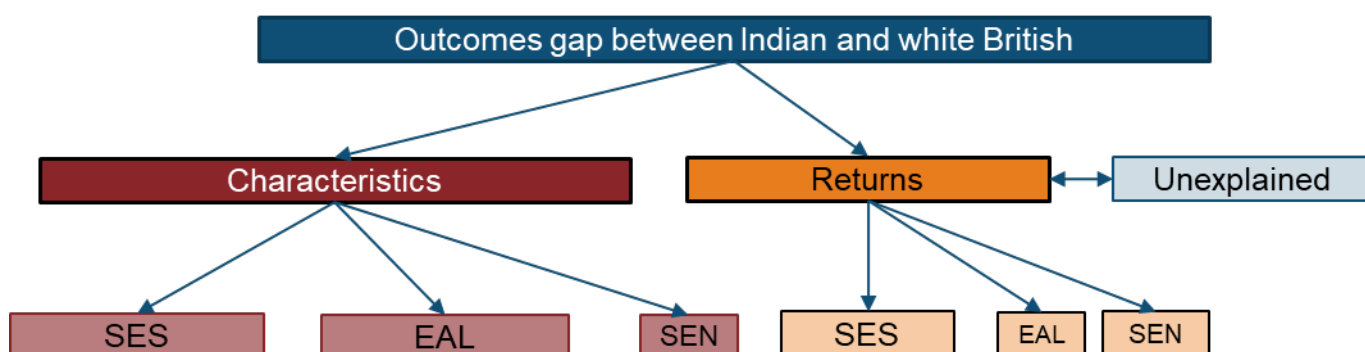 Outcomes gap between Indian and white British
Characteristics
Returns
Unexplained
SES
EAL
SEN
SES
EAL
SEN